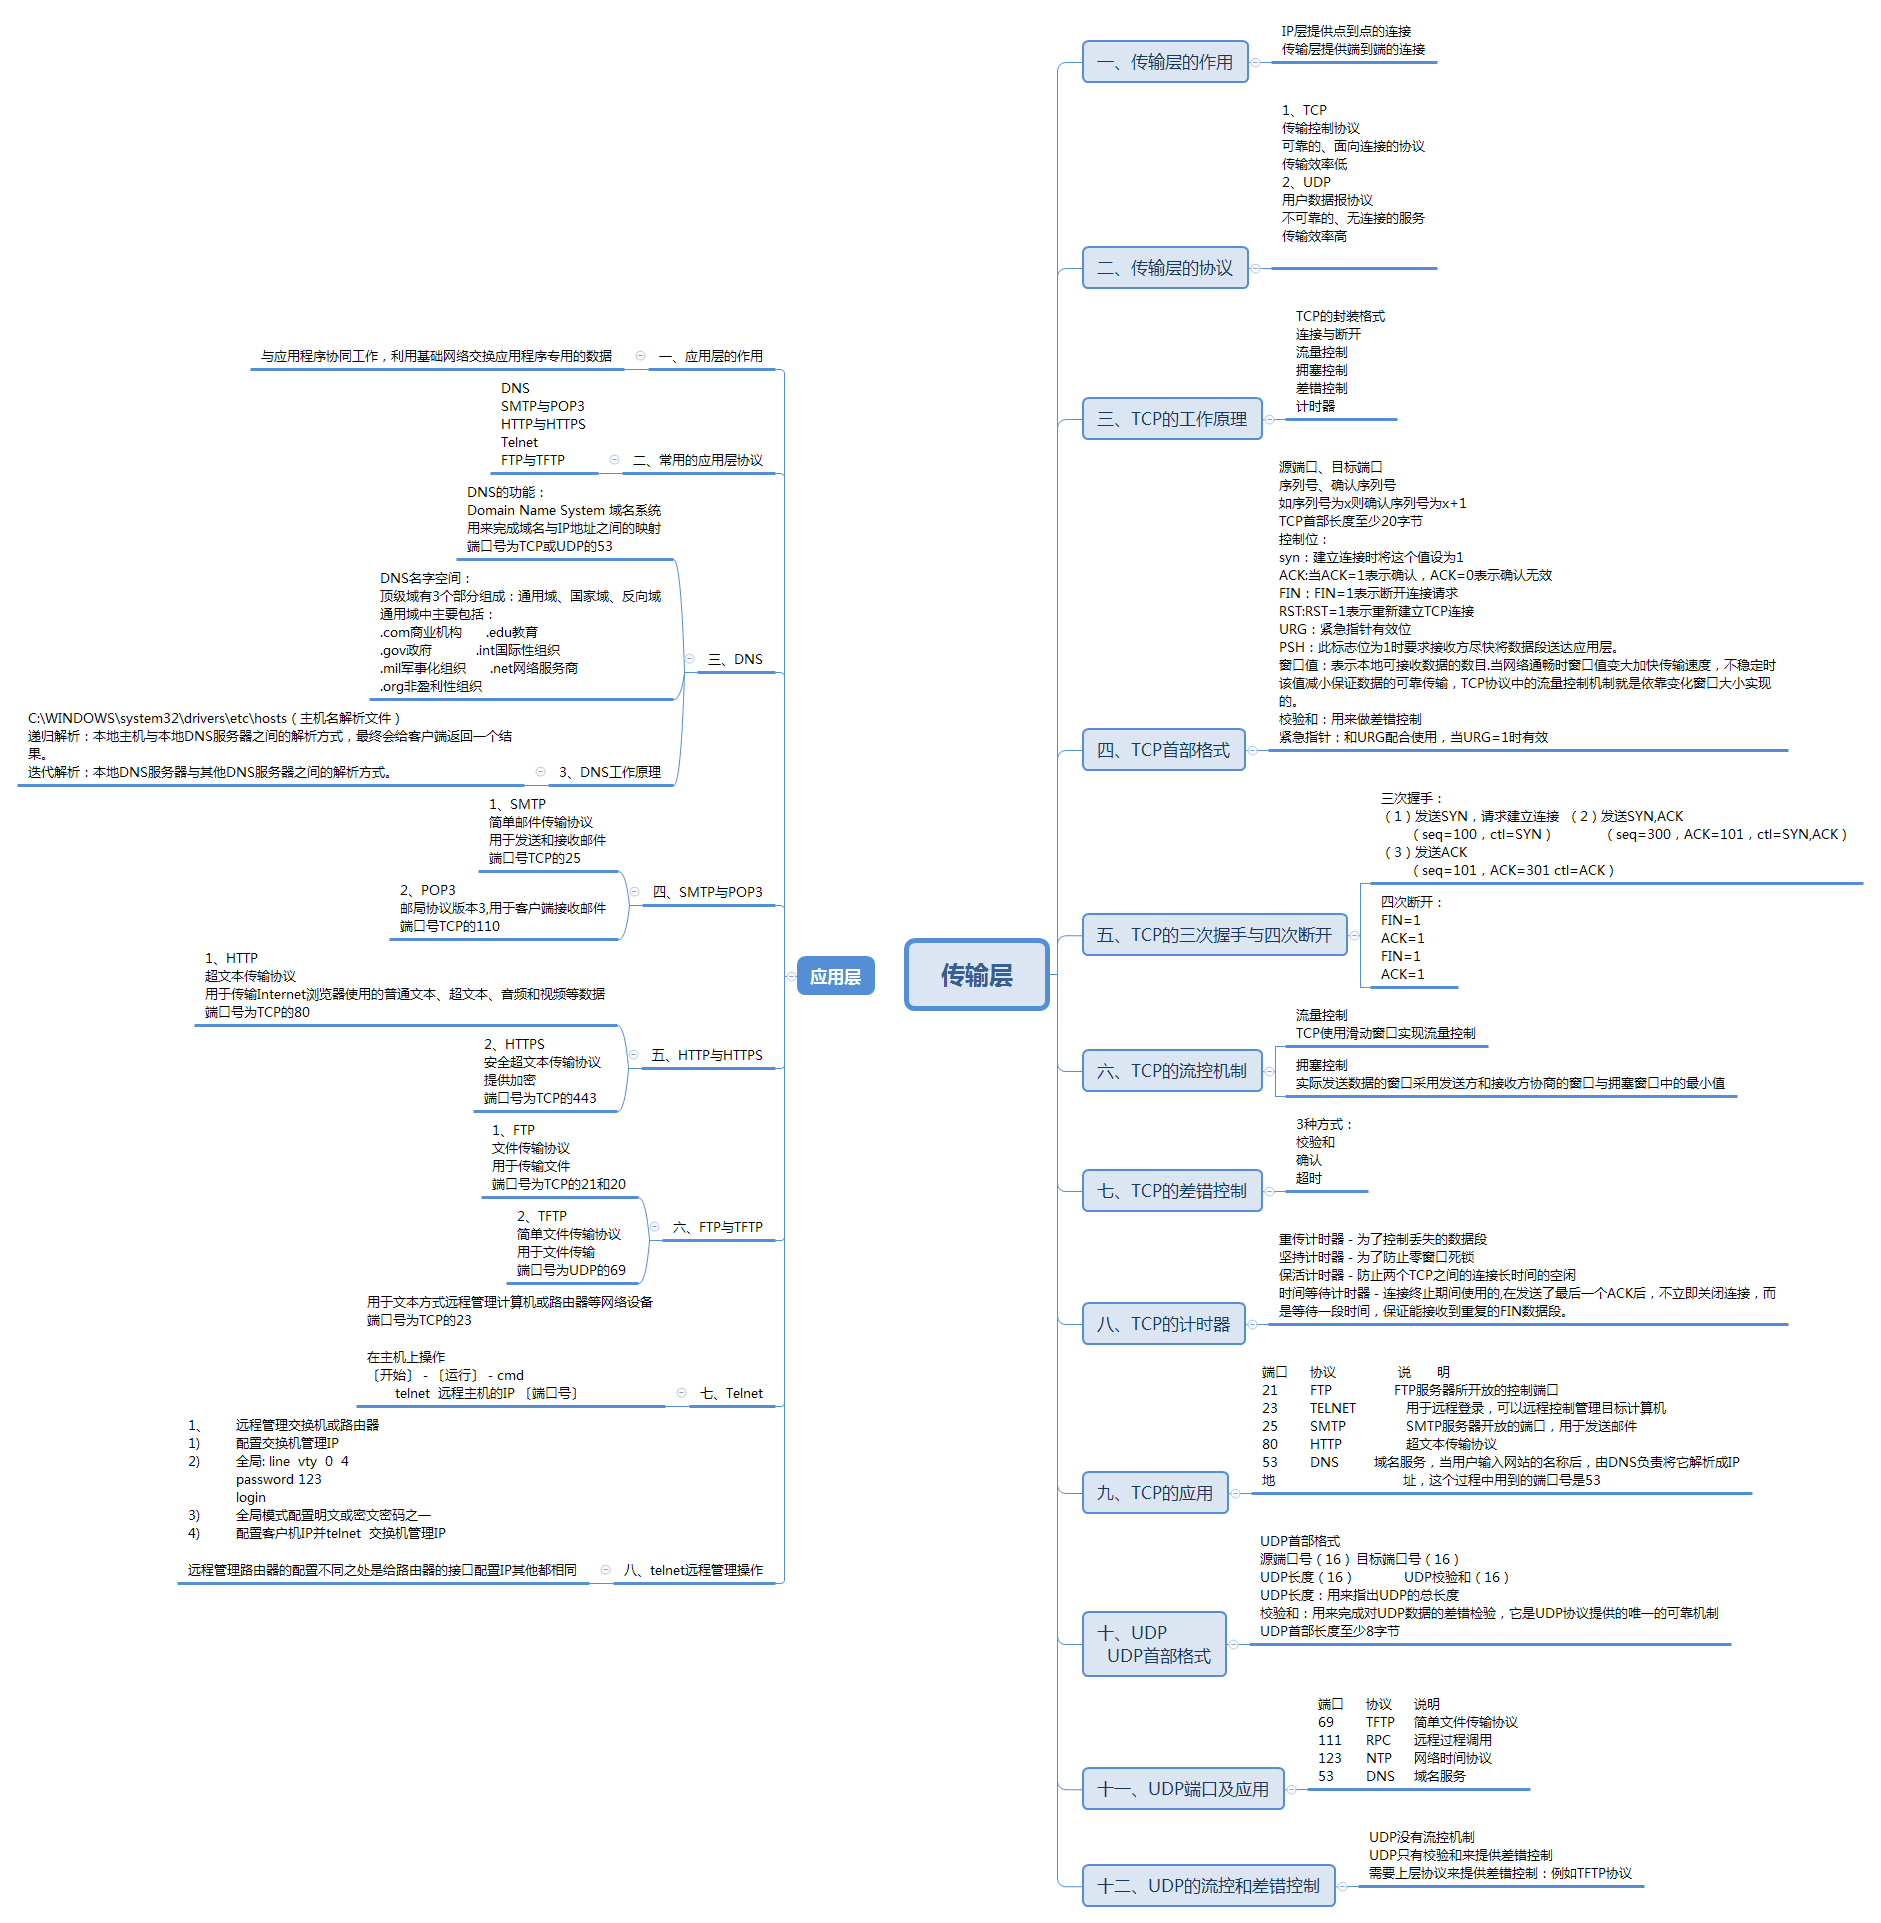 传输层
一、传输层的作用
IP层提供点到点的连接
传输层提供端到端的连接
二、传输层的协议
1、TCP
传输控制协议
可靠的、面向连接的协议
传输效率低
2、UDP
用户数据报协议
不可靠的、无连接的服务
传输效率高
三、TCP的工作原理
TCP的封装格式
连接与断开
流量控制
拥塞控制
差错控制
计时器
四、TCP首部格式
源端口、目标端口
序列号、确认序列号
如序列号为x则确认序列号为x+1
TCP首部长度至少20字节
控制位：
syn：建立连接时将这个值设为1
ACK:当ACK=1表示确认，ACK=0表示确认无效
FIN：FIN=1表示断开连接请求
RST:RST=1表示重新建立TCP连接
URG：紧急指针有效位
PSH：此标志位为1时要求接收方尽快将数据段送达应用层。
窗口值：表示本地可接收数据的数目.当网络通畅时窗口值变大加快传输速度，不稳定时
该值减小保证数据的可靠传输，TCP协议中的流量控制机制就是依靠变化窗口大小实现
的。
校验和：用来做差错控制
紧急指针：和URG配合使用，当URG=1时有效
五、TCP的三次握手与四次断开
三次握手：
（1）发送SYN，请求建立连接 （2）发送SYN,ACK
（seq=100，ctl=SYN） （seq=300，ACK=101，ctl=SYN,ACK）
（3）发送ACK
（seq=101，ACK=301 ctl=ACK）
四次断开：
FIN=1
ACK=1
FIN=1
ACK=1
六、TCP的流控机制
流量控制
TCP使用滑动窗口实现流量控制
拥塞控制
实际发送数据的窗口采用发送方和接收方协商的窗口与拥塞窗口中的最小值
七、TCP的差错控制
3种方式：
校验和
确认
超时
八、TCP的计时器
重传计时器 - 为了控制丢失的数据段
坚持计时器 - 为了防止零窗口死锁
保活计时器 - 防止两个TCP之间的连接长时间的空闲
时间等待计时器 - 连接终止期间使用的,在发送了最后一个ACK后，不立即关闭连接，而
是等待一段时间，保证能接收到重复的FIN数据段。
九、TCP的应用
端口 协议 说 明
21 FTP FTP服务器所开放的控制端口
23 TELNET 用于远程登录，可以远程控制管理目标计算机
25 SMTP SMTP服务器开放的端口，用于发送邮件
80 HTTP 超文本传输协议
53 DNS 域名服务，当用户输入网站的名称后，由DNS负责将它解析成IP
地 址，这个过程中用到的端口号是53
十、UDP
UDP首部格式
UDP首部格式
源端口号（16） 目标端口号（16）
UDP长度（16） UDP校验和（16）
UDP长度：用来指出UDP的总长度
校验和：用来完成对UDP数据的差错检验，它是UDP协议提供的唯一的可靠机制
UDP首部长度至少8字节
十一、UDP端口及应用
端口 协议 说明
69 TFTP 简单文件传输协议
111 RPC 远程过程调用
123 NTP 网络时间协议
53 DNS 域名服务
十二、UDP的流控和差错控制
UDP没有流控机制
UDP只有校验和来提供差错控制
需要上层协议来提供差错控制：例如TFTP协议
应用层
一、应用层的作用
与应用程序协同工作，利用基础网络交换应用程序专用的数据
二、常用的应用层协议
DNS
SMTP与POP3
HTTP与HTTPS
Telnet
FTP与TFTP
三、DNS
DNS的功能：
Domain Name System 域名系统
用来完成域名与IP地址之间的映射
端口号为TCP或UDP的53
DNS名字空间：
顶级域有3个部分组成：通用域、国家域、反向域
通用域中主要包括：
.com商业机构 .edu教育
.gov政府 .int国际性组织
.mil军事化组织 .net网络服务商
.org非盈利性组织
3、DNS工作原理
C:\WINDOWS\system32\drivers\etc\hosts（主机名解析文件）
递归解析：本地主机与本地DNS服务器之间的解析方式，最终会给客户端返回一个结
果。
迭代解析：本地DNS服务器与其他DNS服务器之间的解析方式。
四、SMTP与POP3
1、SMTP
简单邮件传输协议
用于发送和接收邮件
端口号TCP的25
2、POP3
邮局协议版本3,用于客户端接收邮件
端口号TCP的110
五、HTTP与HTTPS
1、HTTP
超文本传输协议
用于传输Internet浏览器使用的普通文本、超文本、音频和视频等数据
端口号为TCP的80
2、HTTPS
安全超文本传输协议
提供加密
端口号为TCP的443
六、FTP与TFTP
1、FTP
文件传输协议
用于传输文件
端口号为TCP的21和20
2、TFTP
简单文件传输协议
用于文件传输
端口号为UDP的69
七、Telnet
用于文本方式远程管理计算机或路由器等网络设备
端口号为TCP的23
在主机上操作
〔开始〕 - 〔运行〕 - cmd
telnet 远程主机的IP 〔端口号〕
八、telnet远程管理操作
1、 远程管理交换机或路由器
1) 配置交换机管理IP
2) 全局: line vty 0 4
password 123
login
3) 全局模式配置明文或密文密码之一
4) 配置客户机IP并telnet 交换机管理IP
远程管理路由器的配置不同之处是给路由器的接口配置IP其他都相同